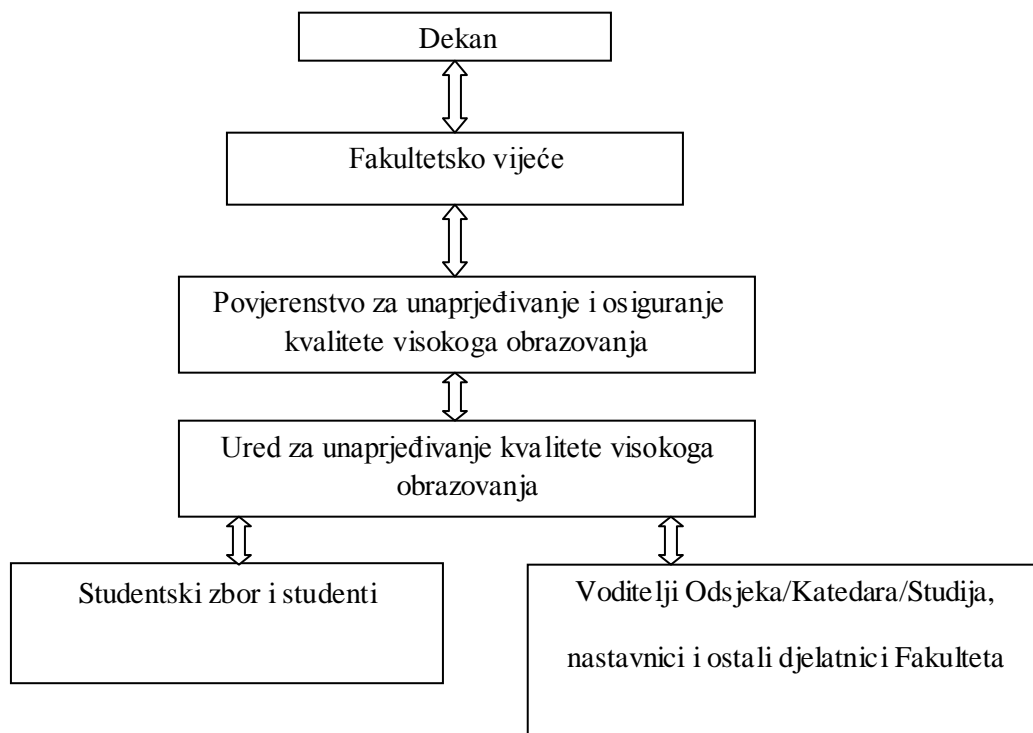 Dekan
Fakultetsko vijeće
Povjerenstvo za unaprjeđivanje i osiguranje
kvalitete visokoga obrazovanja
Ured za unaprjeđivanje kvalitete visokoga
obrazovanja
Studentski zbor i studenti
Voditelji Odsjeka/Katedara/Studija,
nastavnici i ostali djelatnici Fakulteta